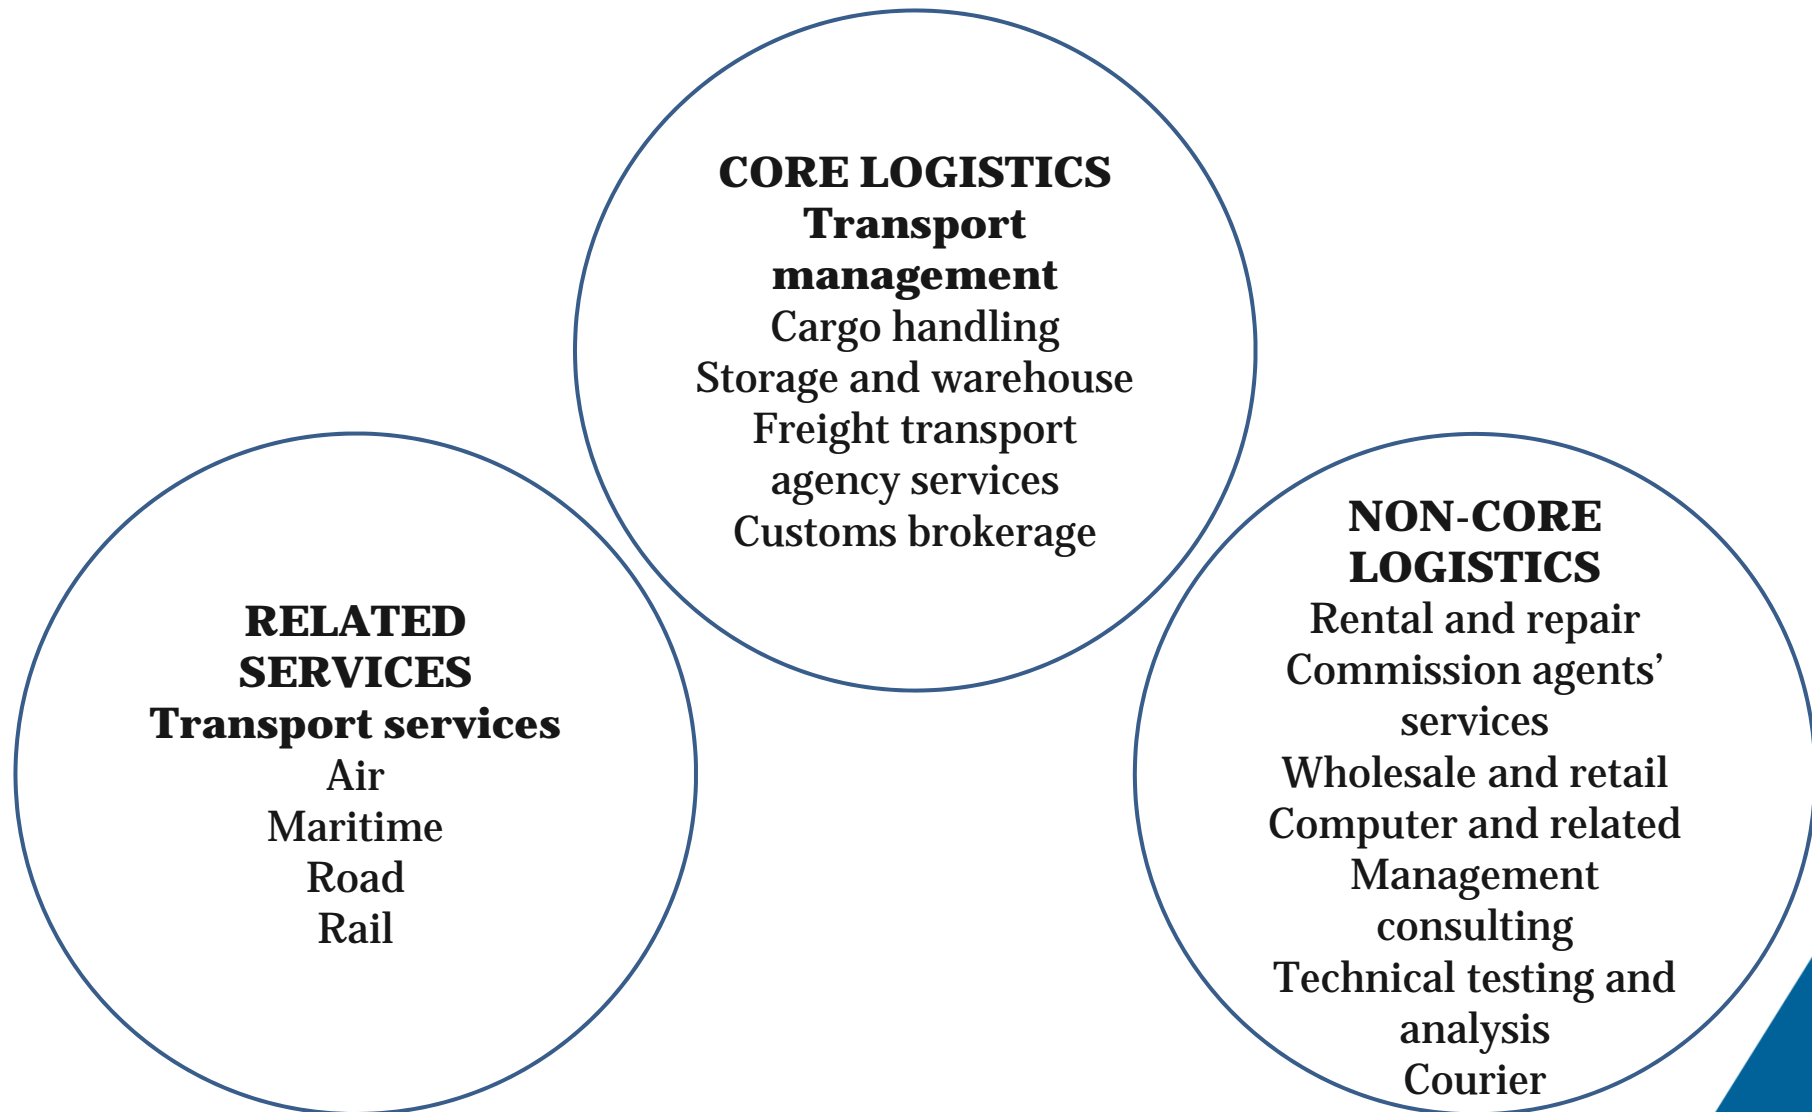 CORE LOGISTICS
Transport
management
Cargo handling
Storage and warehouse
Freight transport
agency services
Customs brokerage
RELATED
SERVICES
Transport services
Air
Maritime
Road
Rail
NON-CORE
LOGISTICS
Rental and repair
Commission agents’
services
Wholesale and retail
Computer and related
Management
consulting
Technical testing and
analysis
Courier